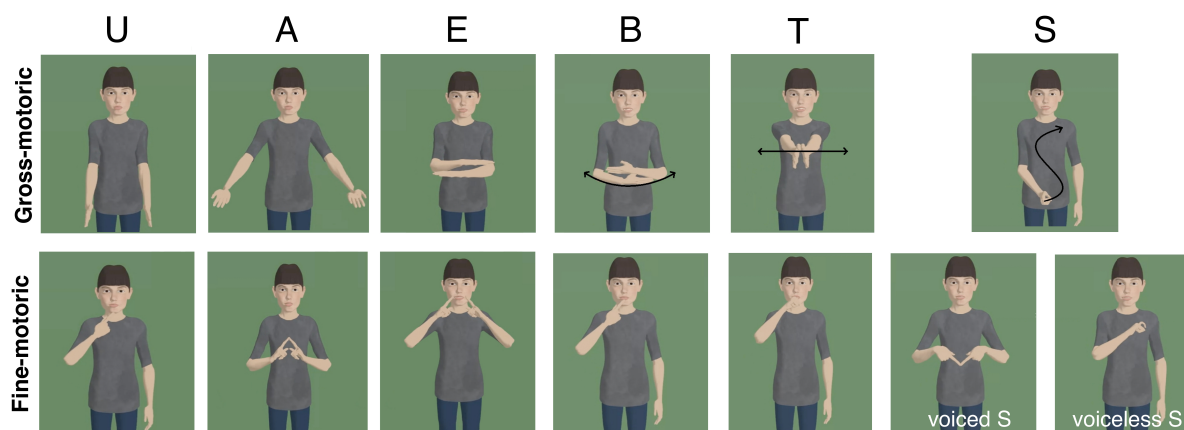 U A E B T S
Gross-motoric
Fine-motoric
voiced S
voiceless S